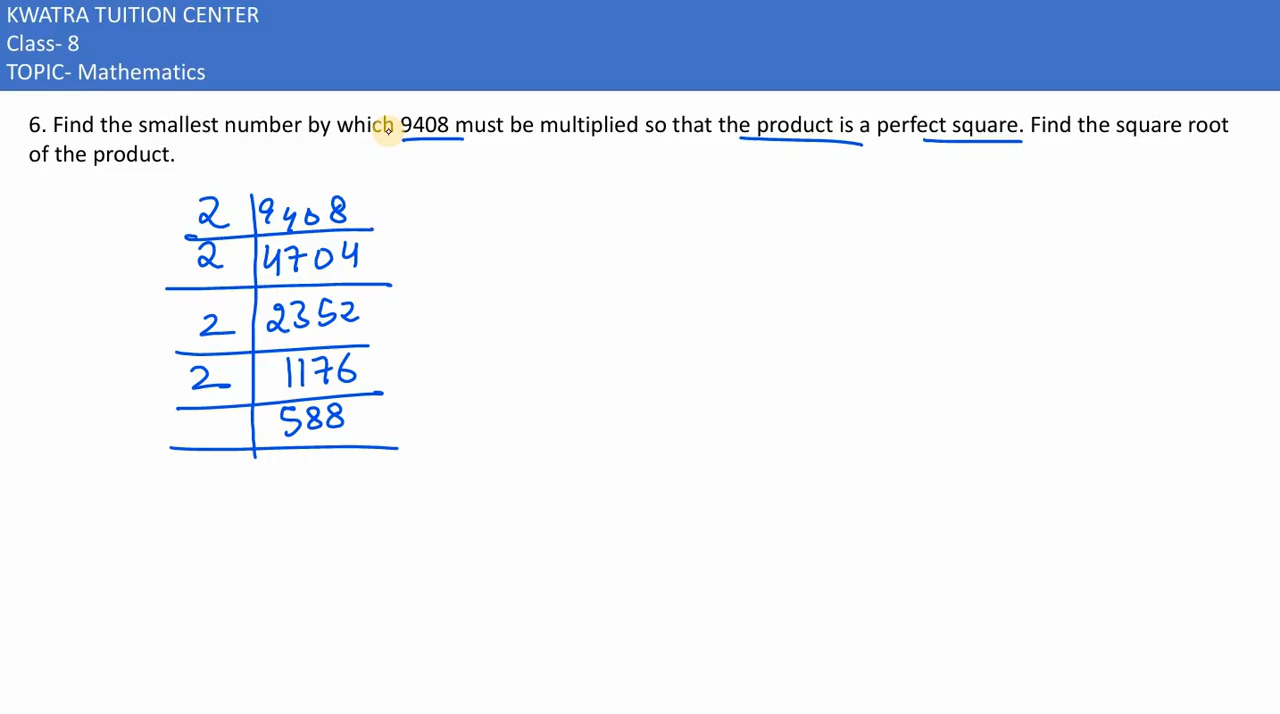 KWATRA TUITION CENTER
Class- 8
TOPIC- Mathematics
6. Find the smallest number by which 9408 must be multiplied so that the product is a perfect square. Find the square root
of the product.
2 9408
2 4704
2 2352
2 1176
588